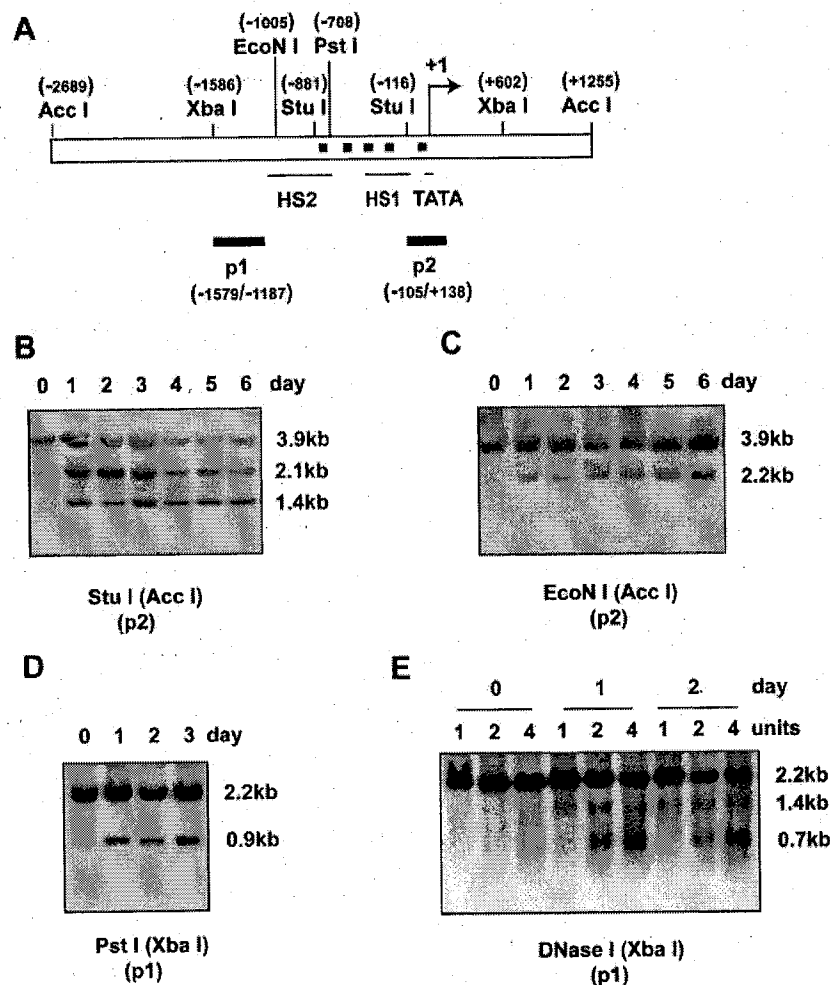 A
(-1005) (-708)
EcoN I Pst I
(-2689) (-1586) (-881) (-116) +1 (+602) (+1255)
Acc I Xba I Stu I Stu I Xba I Acc I
HS2 HS1 TATA
p1 p2
(-1579/-1187) (-105/+138)
B
0 1 2 3 4 5 6 day
3.9kb
2.1kb
1.4kb
Stu I (Acc I)
(p2)
C
0 1 2 3 4 5 6 day
3.9kb
2.2kb
EcoN I (Acc I)
(p2)
D
0 1 2 3 day
2.2kb
0.9kb
Pst I (Xba I)
(p1)
E
0 1 2. day
1 2 4 1 2 4 1 2 4 units
2.2kb
1.4kb
0.7kb
DNase I (Xba I)
(p1)